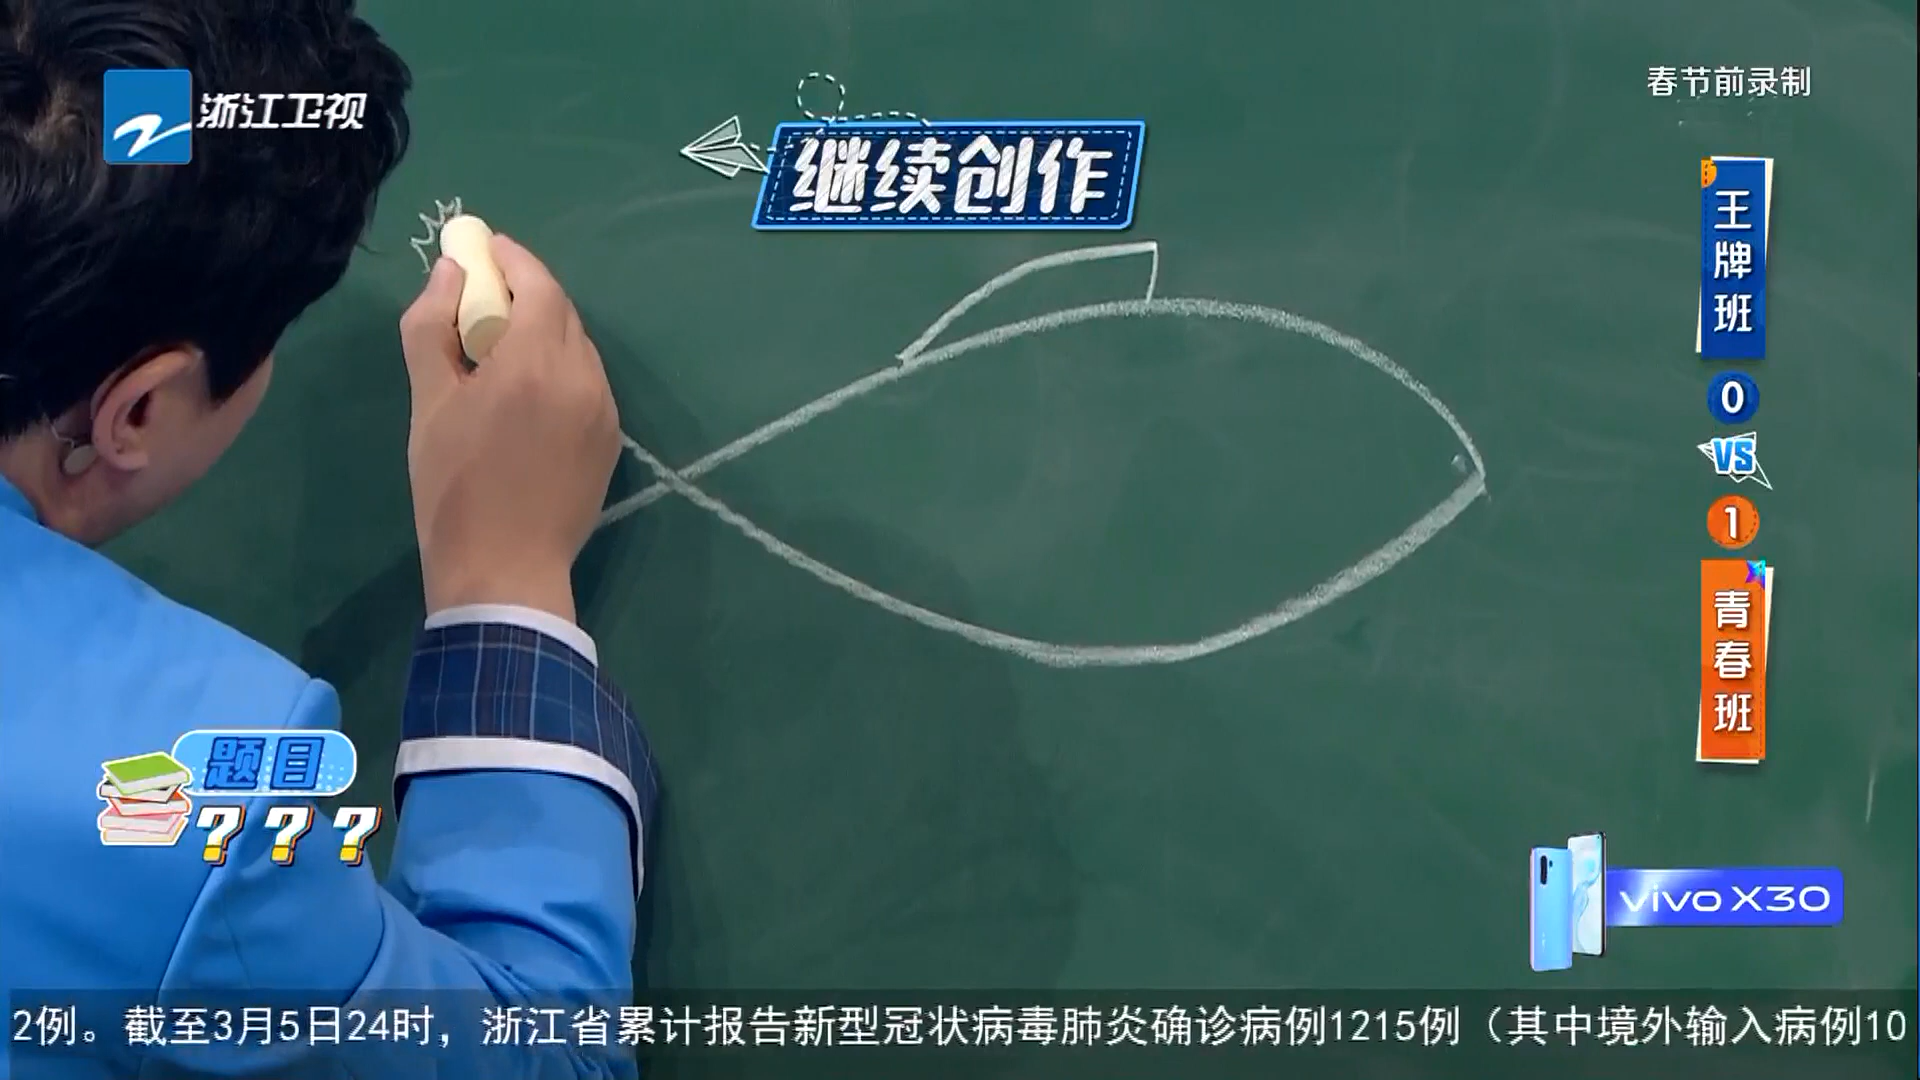 浙江卫视
春节前录制
继续创作
王牌班
0
VS
1
青春班
题目
???
vivo X30
2例。截至3月5日24时，浙江省累计报告新型冠状病毒肺炎确诊病例1215例（其中境外输入病例10